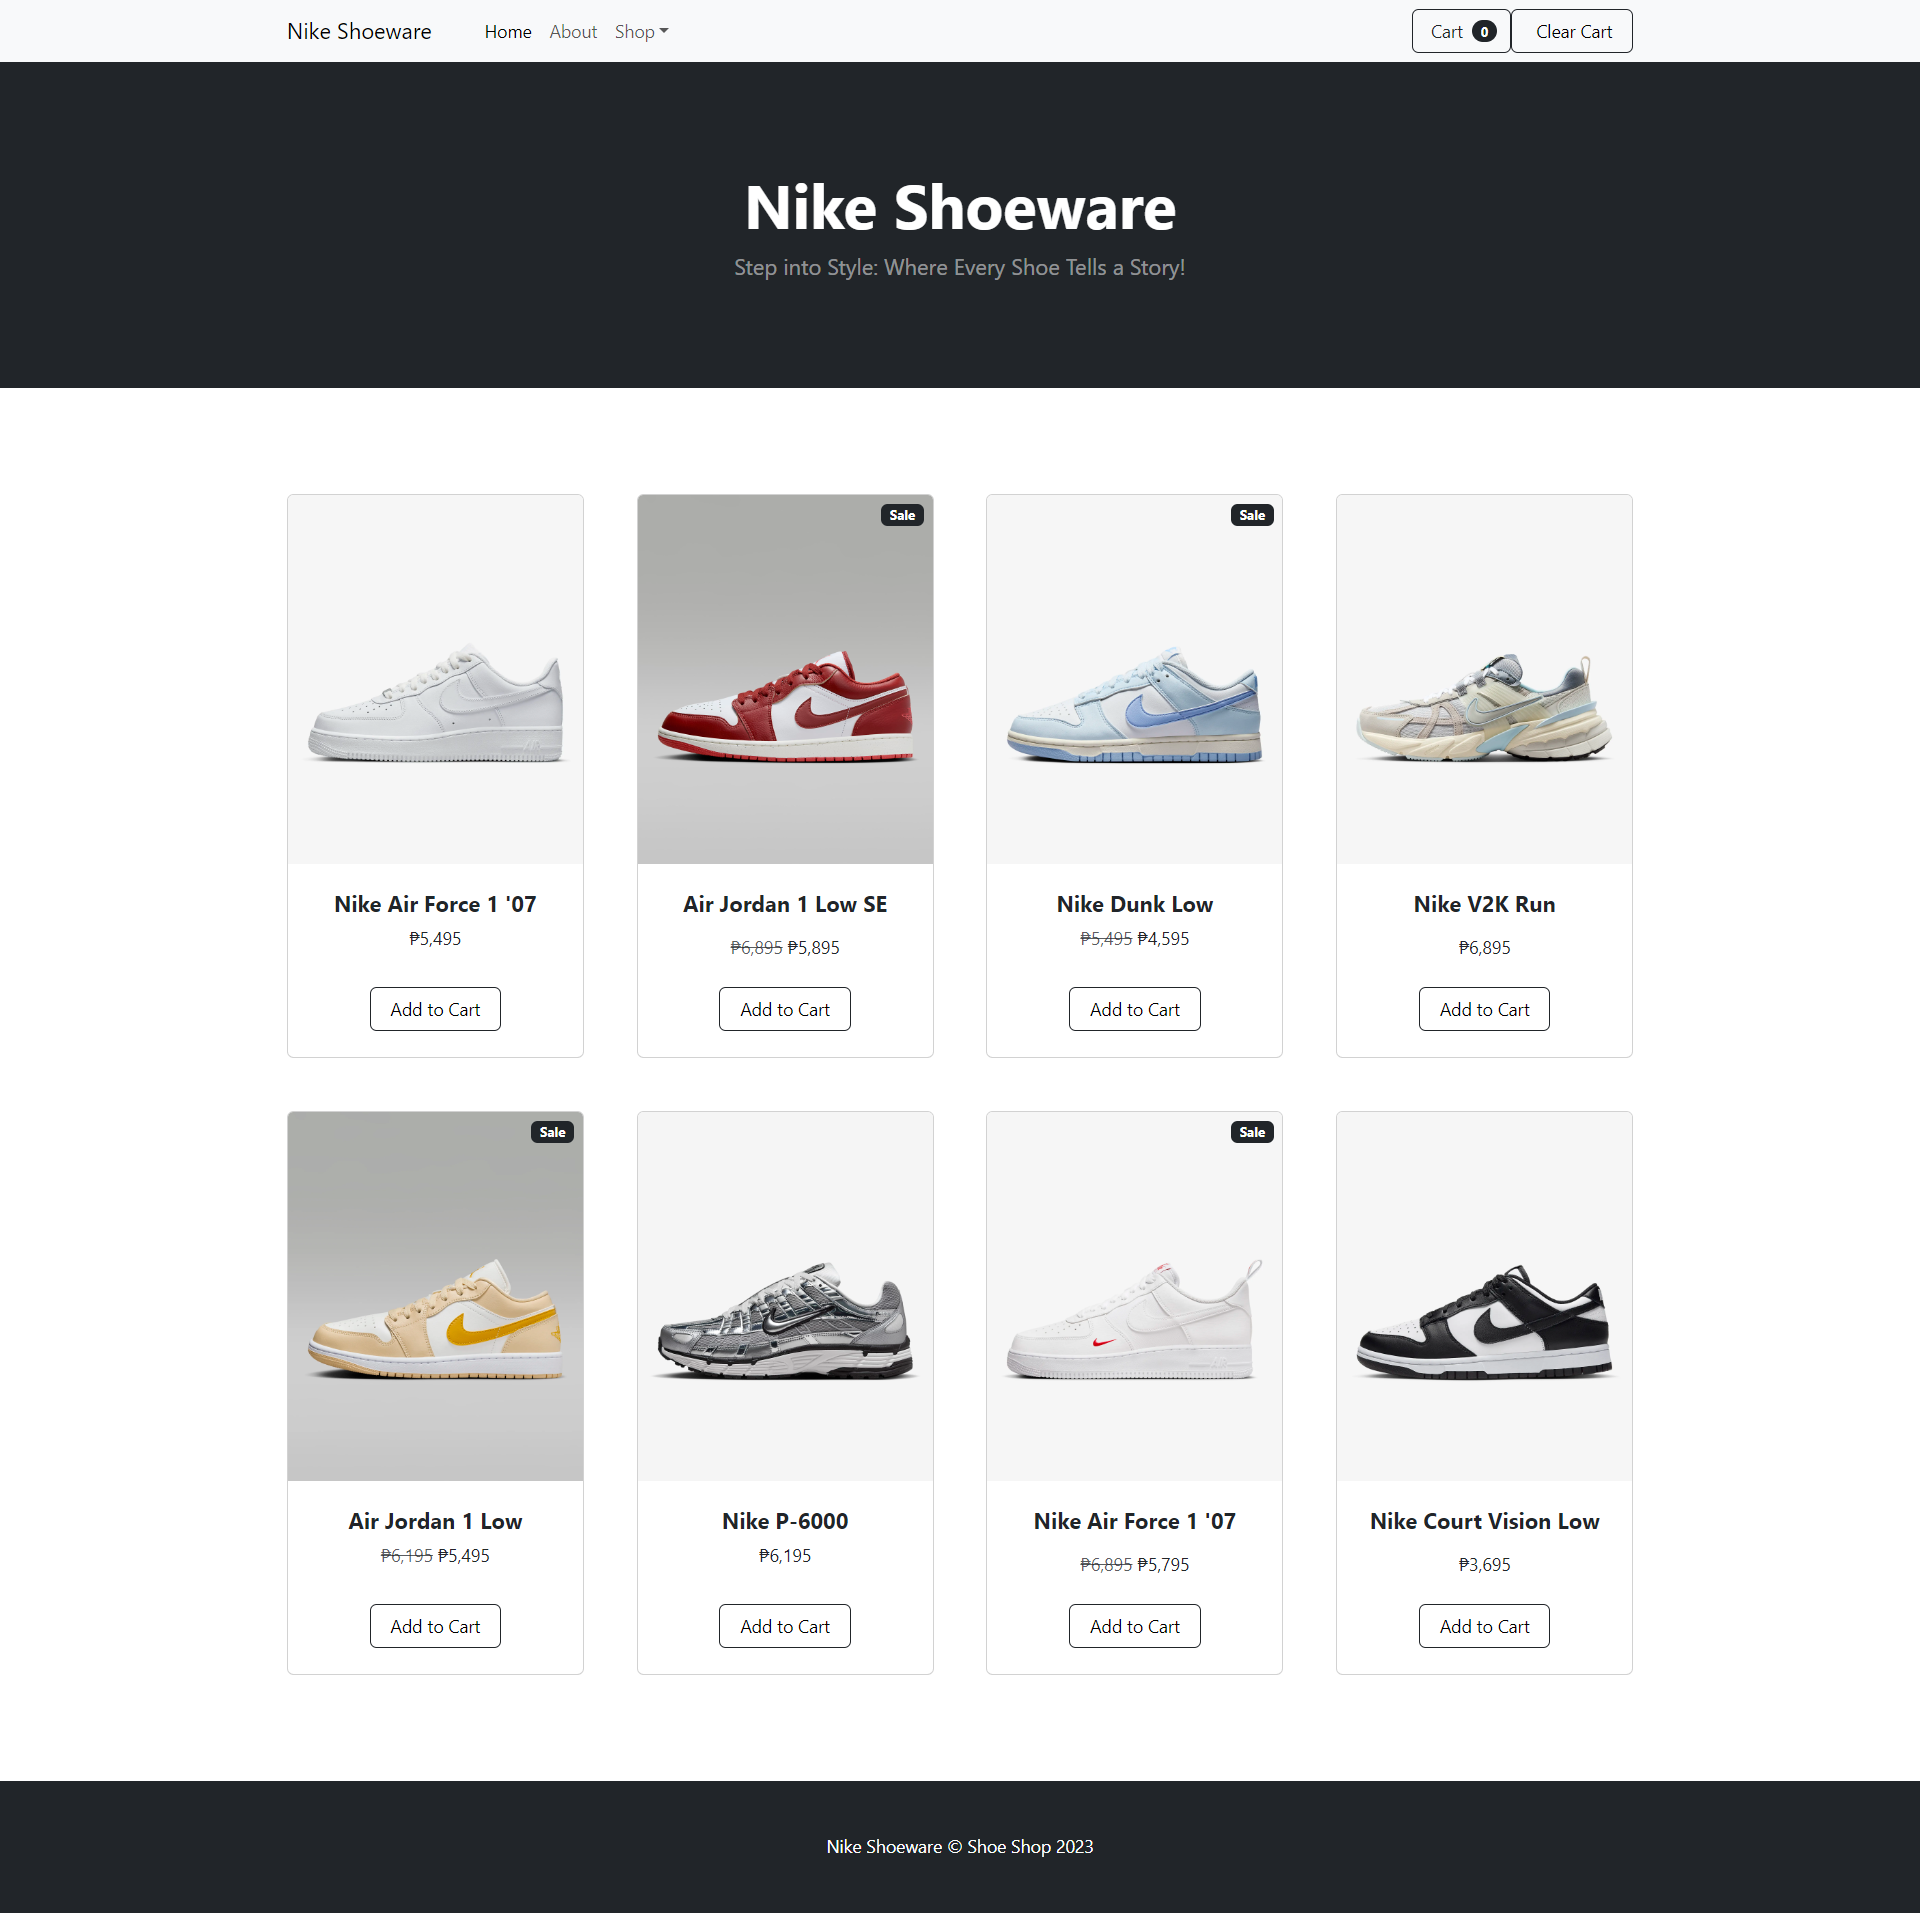 Nike Shoeware Home About Shop Cart 0 Clear Cart
Nike Shoeware
Step into Style: Where Every Shoe Tells a Story!
Sale
Sale
Nike Air Force 1 '07
₱5,495
Add to Cart
Air Jordan 1 Low SE
₱6,895 ₱5,895
Add to Cart
Nike Dunk Low
₱5,495 ₱4,595
Add to Cart
Nike V2K Run
₱6,895
Add to Cart
Sale
Sale
Air Jordan 1 Low
₱6,195 ₱5,495
Add to Cart
Nike P-6000
₱6,195
Add to Cart
Nike Air Force 1 '07
₱6,895 ₱5,795
Add to Cart
Nike Court Vision Low
₱3,695
Add to Cart
Nike Shoeware © Shoe Shop 2023